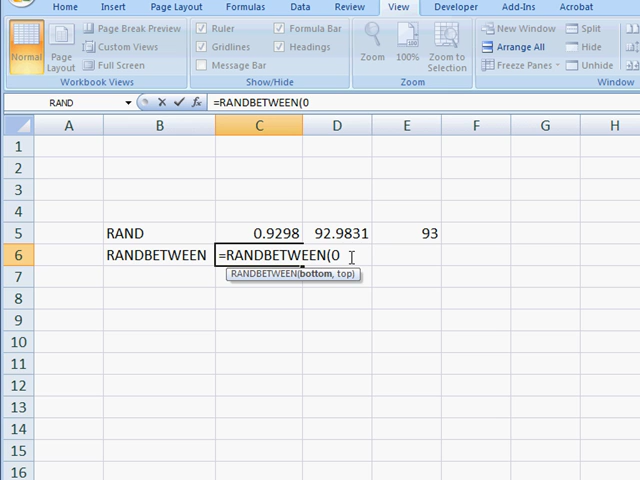 Home Insert Page Layout Formulas Data Review View Developer Add-Ins Acrobat
Normal
Page Layout
Page Break Preview
Custom Views
Full Screen
Workbook Views
Ruler
Gridlines
Message Bar
Formula Bar
Headings
Show/Hide
Zoom
100%
Zoom to Selection
Zoom
New Window
Arrange All
Freeze Panes
Split
Hide
Unhide
Window
RAND fx =RANDBETWEEN(0
A B C D E F G H
1
2
3
4
5 RAND 0.9298 92.9831 93
6 RANDBETWEEN =RANDBETWEEN(0
RANDBETWEEN(bottom, top)
7
8
9
10
11
12
13
14
15
16